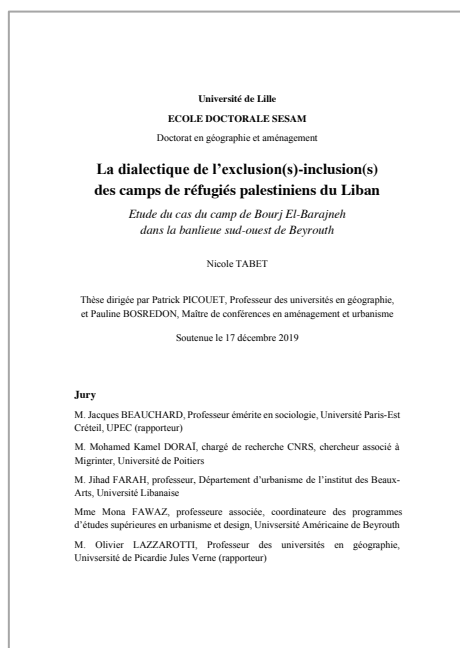 Université de Lille
ECOLE DOCTORALE SESAM
Doctorat en géographie et aménagement
La dialectique de l'exclusion(s)-inclusion(s)
des camps de réfugiés palestiniens du Liban
Etude du cas du camp de Bourj El-Barajneh
dans la banlieue sud-ouest de Beyrouth
Nicole TABET
Thèse dirigée par Patrick PICOUET, Professeur des universités en géographie,
et Pauline BOSREDON, Maître de conférences en aménagement et urbanisme
Soutenue le 17 décembre 2019
Jury
M. Jacques BEAUCHARD, Professeur émérite en sociologie, Université Paris-Est
Créteil, UPEC (rapporteur)
M. Mohamed Kamel DORAÏ, chargé de recherche CNRS, chercheur associé à
Migrinter, Université de Poitiers
M. Jihad FARAH, professeur, Département d'urbanisme de l'institut des Beaux-
Arts, Université Libanaise
Mme Mona FAWAZ, professeure associée, coordinateure des programmes
d'études supérieures en urbanisme et design, Univsersité Américaine de Beyrouth
M. Olivier LAZZAROTTI, Professeur des universités en géographie,
Univsersité de Picardie Jules Verne (rapporteur)